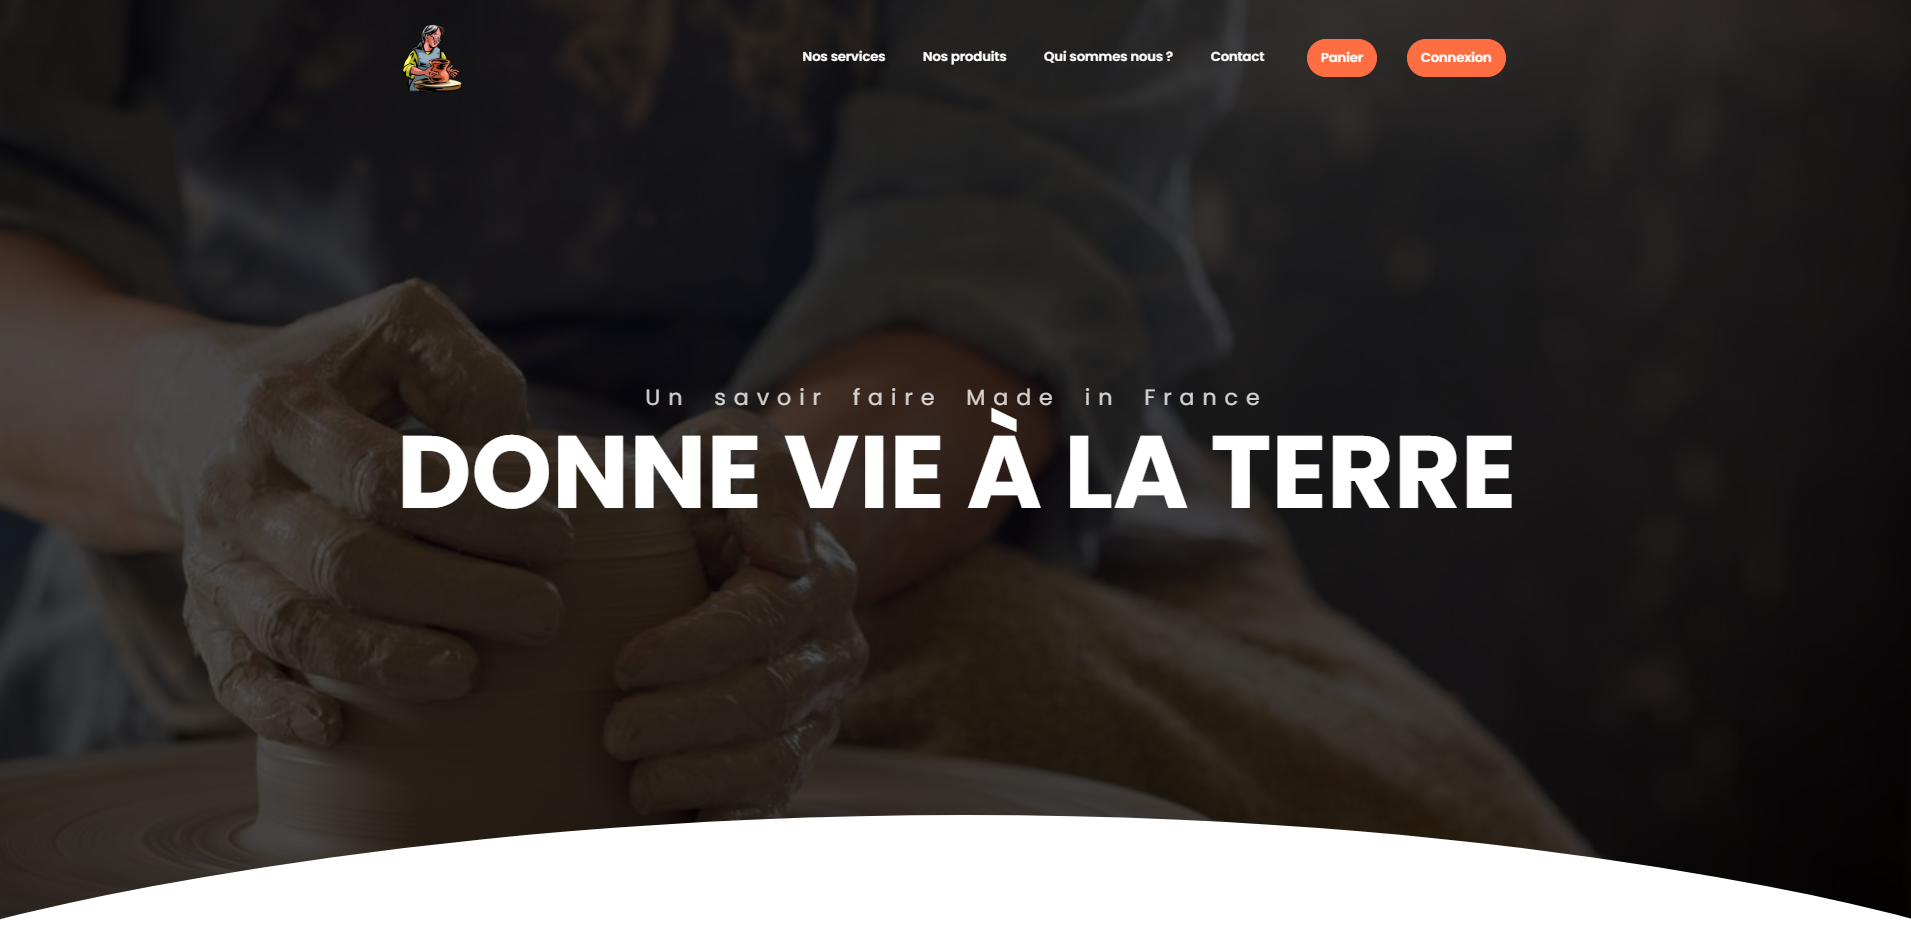 Nos services
Nos produits
Qui sommes nous ?
Contact
Panier
Connexion
Un savoir faire Made in France
DONNE VIE À LA TERRE